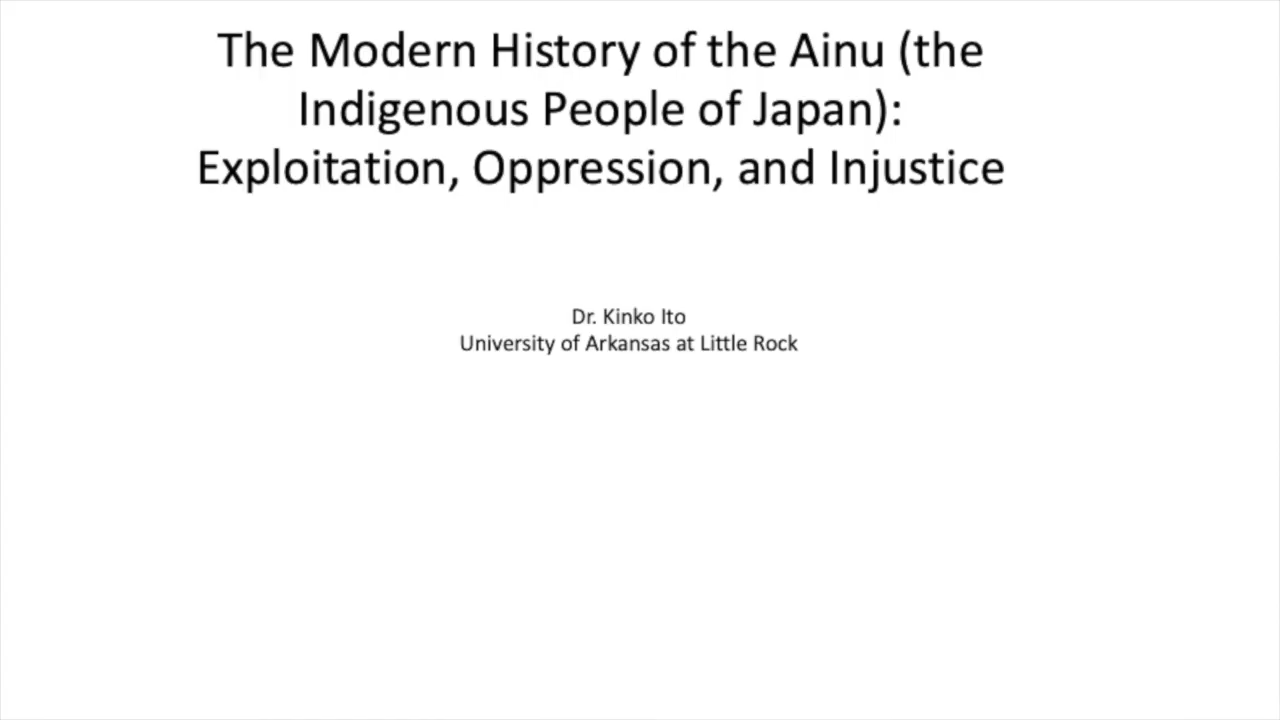 The Modern History of the Ainu (the
Indigenous People of Japan):
Exploitation, Oppression, and Injustice
Dr. Kinko Ito
University of Arkansas at Little Rock